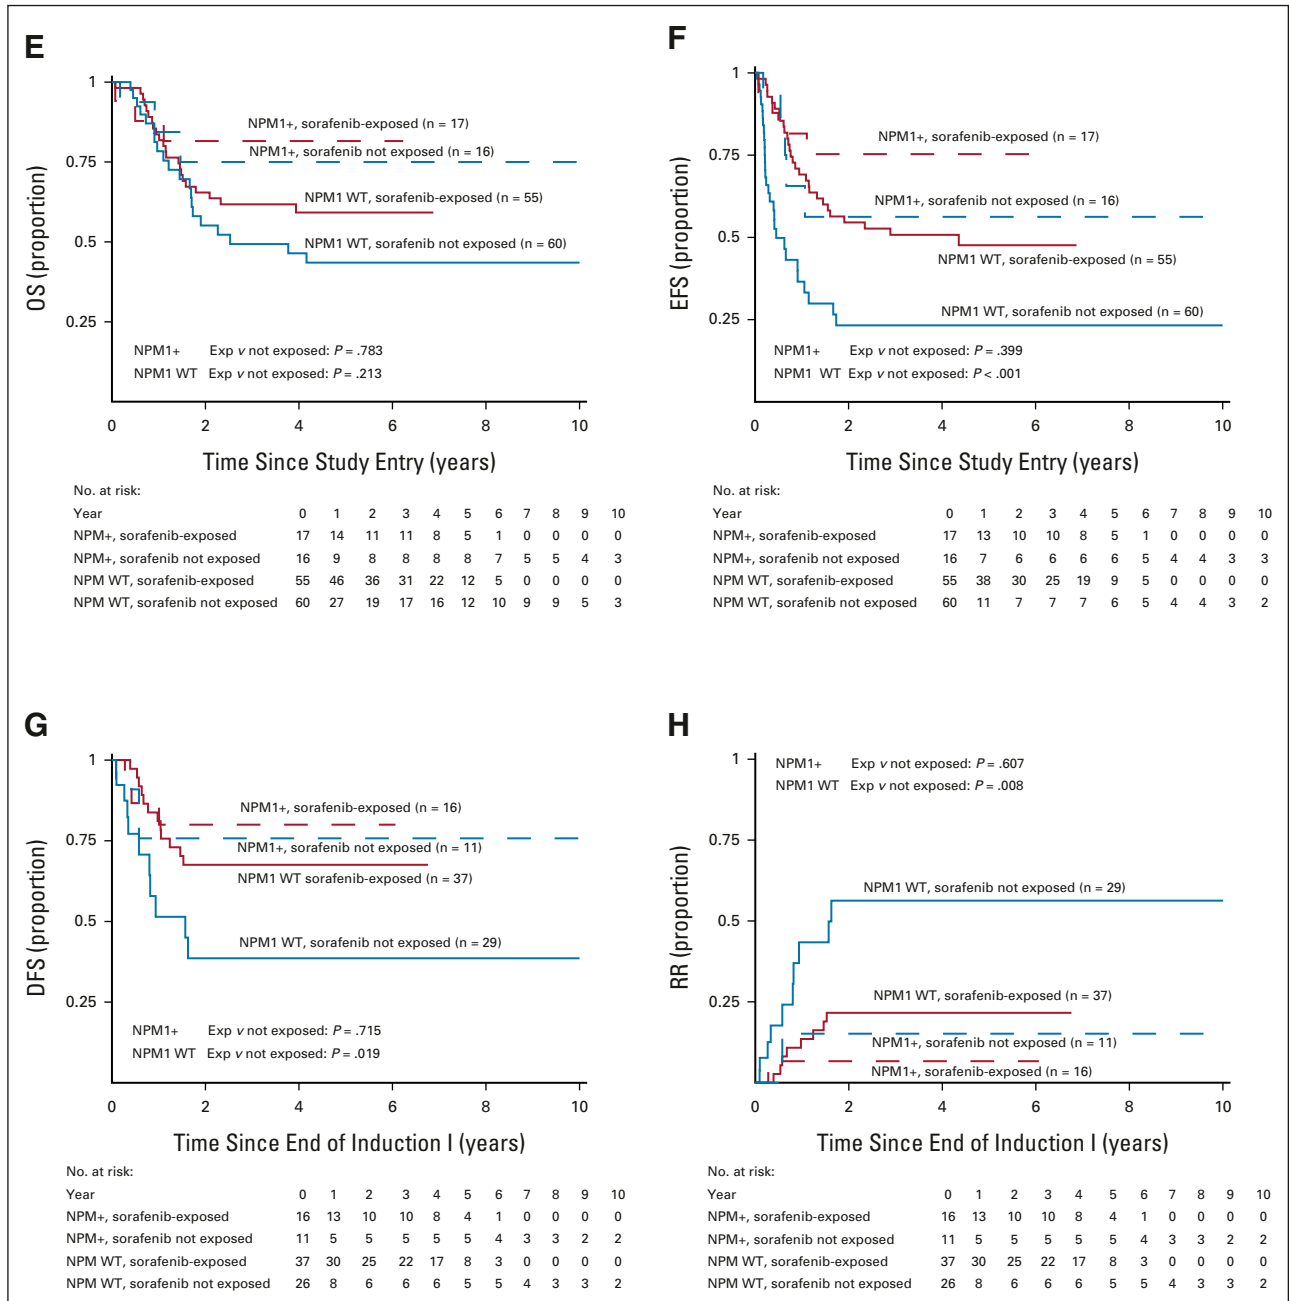 E
OS (proportion)
1
0.75
0.5
0.25
NPM1+, sorafenib-exposed (n = 17)
NPM1+, sorafenib not exposed (n = 16)
NPM1 WT, sorafenib-exposed (n = 55)
NPM1 WT, sorafenib not exposed (n = 60)
NPM1+ Exp v not exposed: P = .783
NPM1 WT Exp v not exposed: P = .213
0 2 4 6 8 10
Time Since Study Entry (years)
No. at risk:
Year 0 1 2 3 4 5 6 7 8 9 10
NPM+, sorafenib-exposed 17 14 11 11 8 5 1 0 0 0 0
NPM+, sorafenib not exposed 16 9 8 8 8 8 7 5 5 4 3
NPM WT, sorafenib-exposed 55 46 36 31 22 12 5 0 0 0 0
NPM WT, sorafenib not exposed 60 27 19 17 16 12 10 9 9 5 3
F
EFS (proportion)
1
0.75
0.5
0.25
NPM1+, sorafenib-exposed (n = 17)
NPM1+, sorafenib not exposed (n = 16)
NPM1 WT, sorafenib-exposed (n = 55)
NPM1 WT, sorafenib not exposed (n = 60)
NPM1+ Exp v not exposed: P = .399
NPM1 WT Exp v not exposed: P < .001
0 2 4 6 8 10
Time Since Study Entry (years)
No. at risk:
Year 0 1 2 3 4 5 6 7 8 9 10
NPM+, sorafenib-exposed 17 13 10 10 8 5 1 0 0 0 0
NPM+, sorafenib not exposed 16 7 6 6 6 6 5 4 4 3 3
NPM WT, sorafenib-exposed 55 38 30 25 19 9 5 0 0 0 0
NPM WT, sorafenib not exposed 60 11 7 7 7 6 5 4 4 3 2
G
DFS (proportion)
1
0.75
0.5
0.25
NPM1+, sorafenib-exposed (n = 16)
NPM1+, sorafenib not exposed (n = 11)
NPM1 WT sorafenib-exposed (n = 37)
NPM1 WT, sorafenib not exposed (n = 29)
NPM1+ Exp v not exposed: P = .715
NPM1 WT Exp v not exposed: P = .019
0 2 4 6 8 10
Time Since End of Induction I (years)
No. at risk:
Year 0 1 2 3 4 5 6 7 8 9 10
NPM+, sorafenib-exposed 16 13 10 10 8 4 1 0 0 0 0
NPM+, sorafenib not exposed 11 5 5 5 5 5 4 3 3 2 2
NPM WT, sorafenib-exposed 37 30 25 22 17 8 3 0 0 0 0
NPM WT, sorafenib not exposed 26 8 6 6 6 5 5 4 3 3 2
H
RR (proportion)
1
0.75
0.5
0.25
NPM1+ Exp v not exposed: P = .607
NPM1 WT Exp v not exposed: P = .008
NPM1 WT, sorafenib not exposed (n = 29)
NPM1 WT, sorafenib-exposed (n = 37)
NPM1+, sorafenib not exposed (n = 11)
NPM1+, sorafenib-exposed (n = 16)
0 2 4 6 8 10
Time Since End of Induction I (years)
No. at risk:
Year 0 1 2 3 4 5 6 7 8 9 10
NPM+, sorafenib-exposed 16 13 10 10 8 4 1 0 0 0 0
NPM+, sorafenib not exposed 11 5 5 5 5 5 4 3 3 2 2
NPM WT, sorafenib-exposed 37 30 25 22 17 8 3 0 0 0 0
NPM WT, sorafenib not exposed 26 8 6 6 6 5 5 4 3 3 2